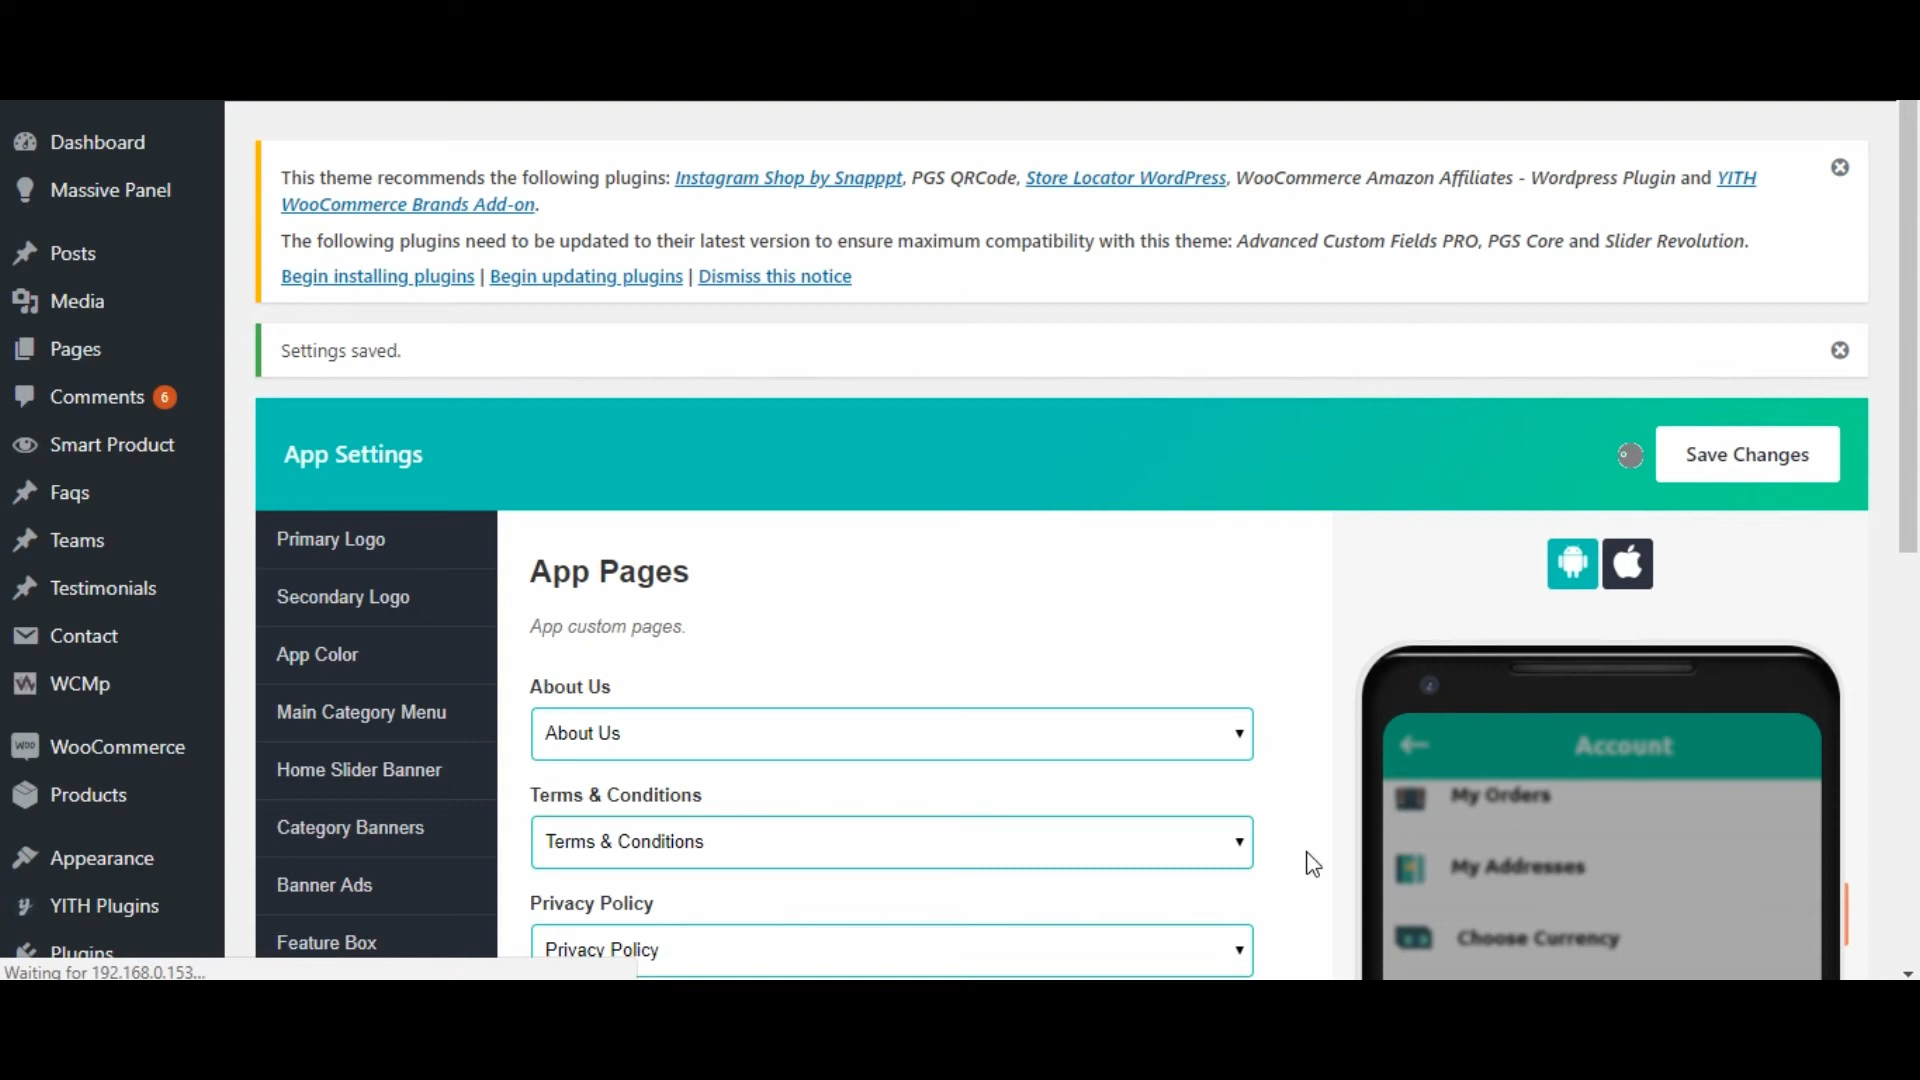 Dashboard
Massive Panel
Posts
Media
Pages
Comments 6
Smart Product
Faqs
Teams
Testimonials
Contact
WCMp
WooCommerce
Products
Appearance
YITH Plugins
Plugins
Waiting for 192.168.0.153...
This theme recommends the following plugins: Instagram Shop by Snapppt, PGS QRCode, Store Locator WordPress, WooCommerce Amazon Affiliates - Wordpress Plugin and YITH
WooCommerce Brands Add-on.
The following plugins need to be updated to their latest version to ensure maximum compatibility with this theme: Advanced Custom Fields PRO, PGS Core and Slider Revolution.
Begin installing plugins | Begin updating plugins | Dismiss this notice
Settings saved.
App Settings
Save Changes
Primary Logo
Secondary Logo
App Color
Main Category Menu
Home Slider Banner
Category Banners
Banner Ads
Feature Box
App Pages
App custom pages.
About Us
About Us
Terms & Conditions
Terms & Conditions
Privacy Policy
Privacy Policy
Account
My Orders
My Addresses
Choose Currency